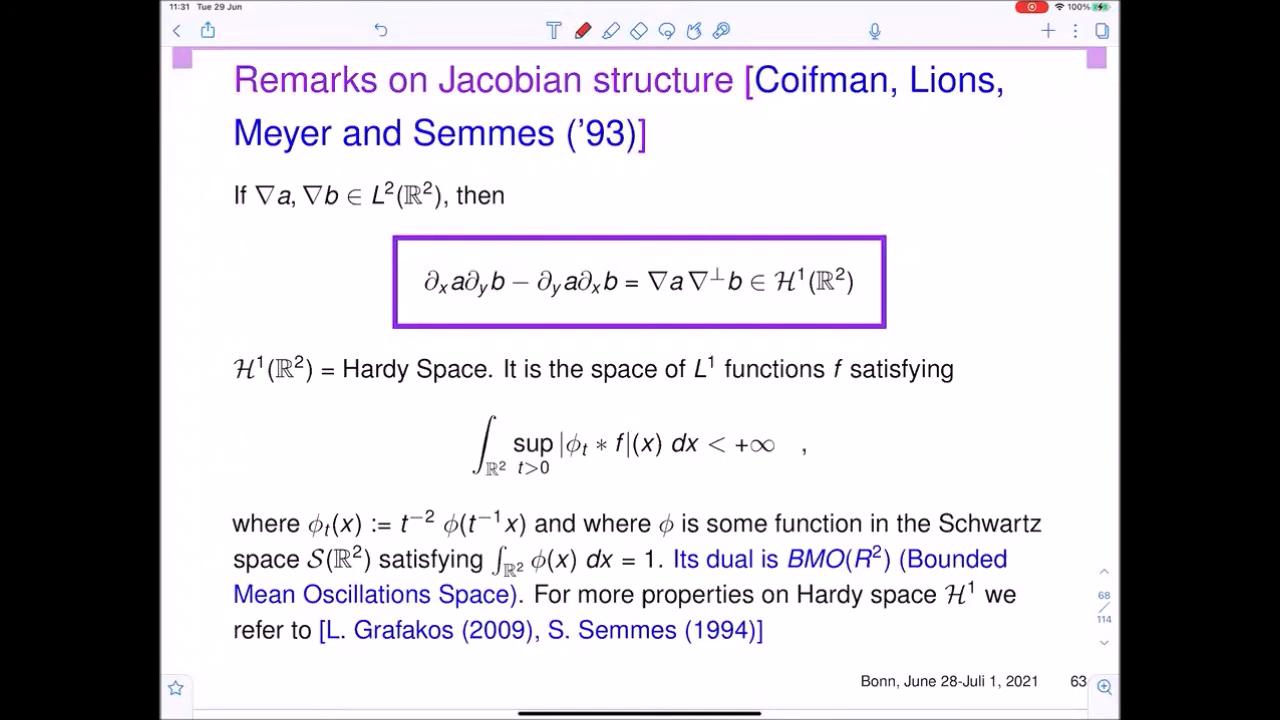 11:31 Tue 29 Jun
100%
T
Remarks on Jacobian structure [Coifman, Lions,
Meyer and Semmes (’93)]
If ∇a, ∇b ∈ L²(ℝ²), then
∂ₓa∂ᵧb − ∂ᵧa∂ₓb = ∇a ∇⊥b ∈ ℋ¹(ℝ²)
ℋ¹(ℝ²) = Hardy Space. It is the space of L¹ functions f satisfying
∫_ℝ² sup_{t>0} |ϕₜ ∗ f|(x) dx < +∞ ,
where ϕₜ(x) := t⁻² ϕ(t⁻¹x) and where ϕ is some function in the Schwartz
space 𝒮(ℝ²) satisfying ∫_ℝ² ϕ(x) dx = 1. Its dual is BMO(R²) (Bounded
Mean Oscillations Space). For more properties on Hardy space ℋ¹ we
refer to [L. Grafakos (2009), S. Semmes (1994)]
68
/
114
Bonn, June 28-Juli 1, 2021 63